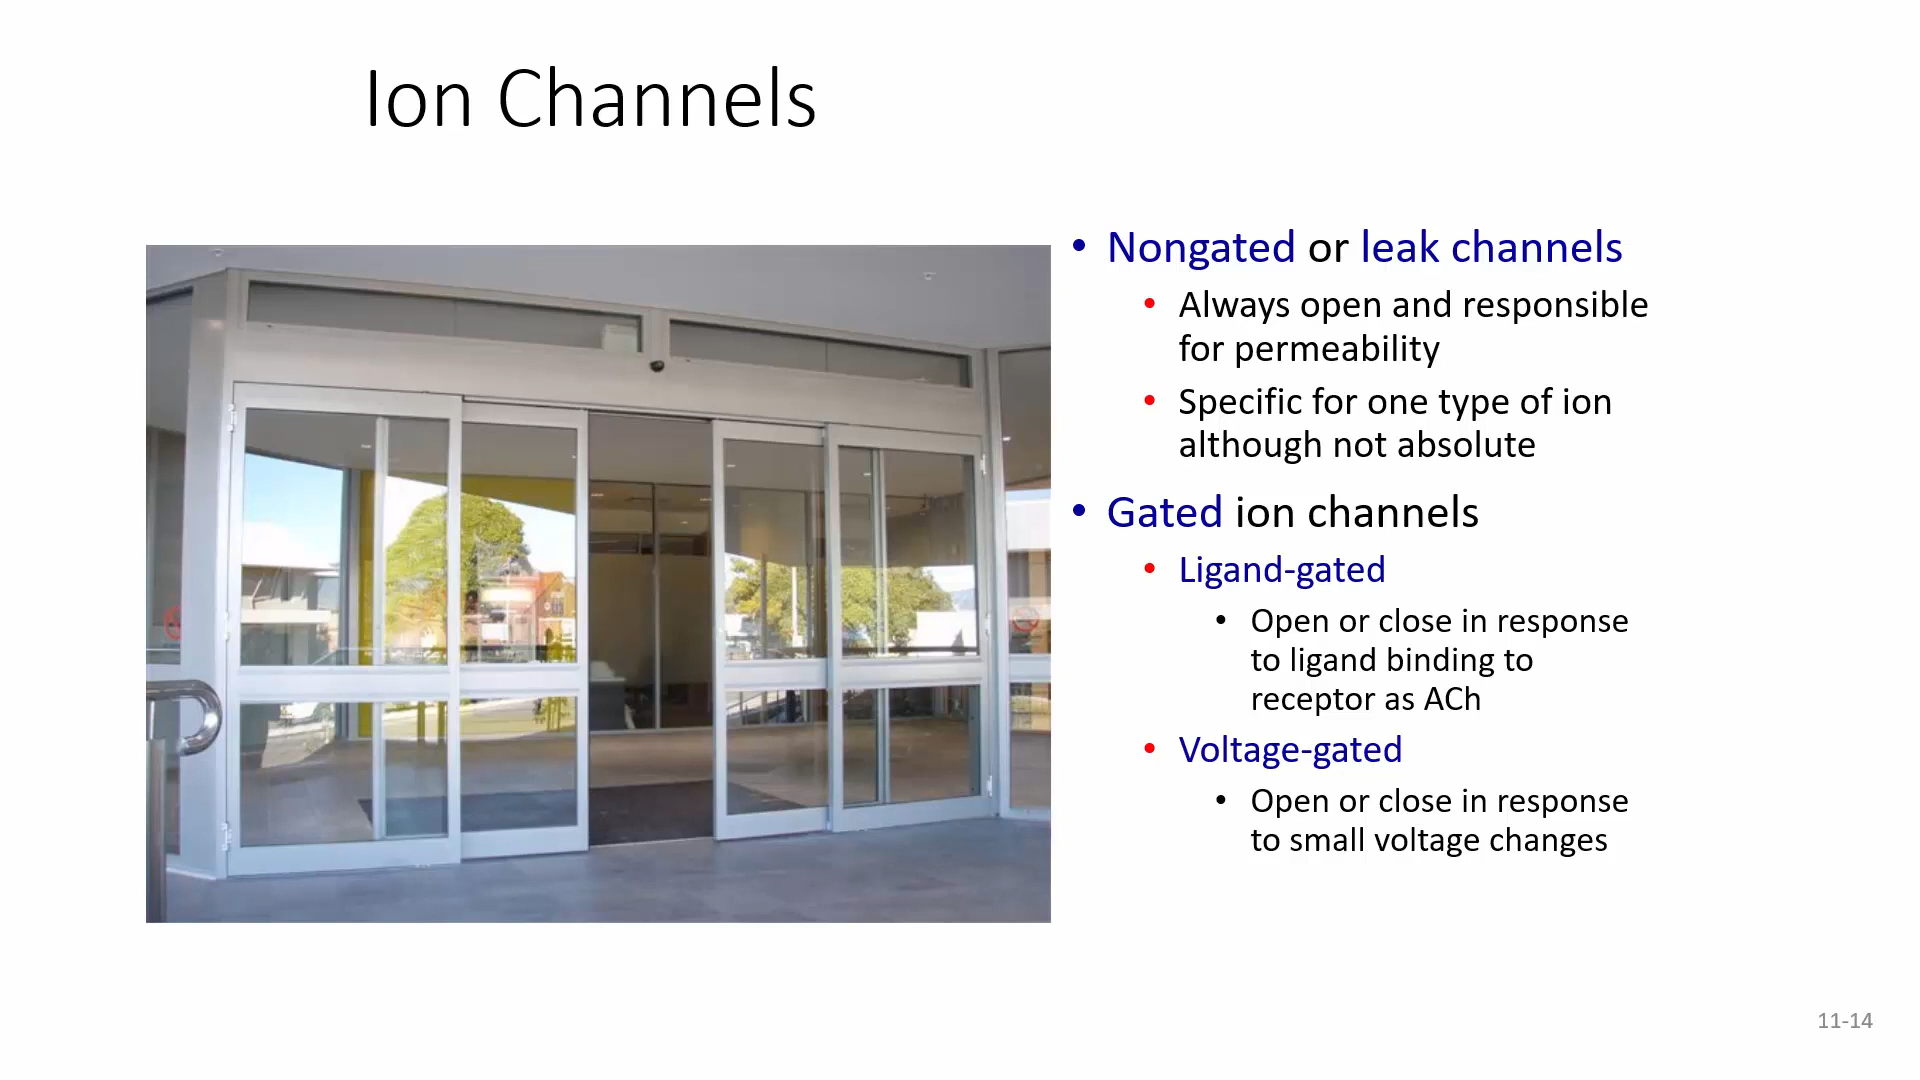 Ion Channels
• Nongated or leak channels
• Always open and responsible
for permeability
• Specific for one type of ion
although not absolute
• Gated ion channels
• Ligand-gated
• Open or close in response
to ligand binding to
receptor as ACh
• Voltage-gated
• Open or close in response
to small voltage changes
11-14